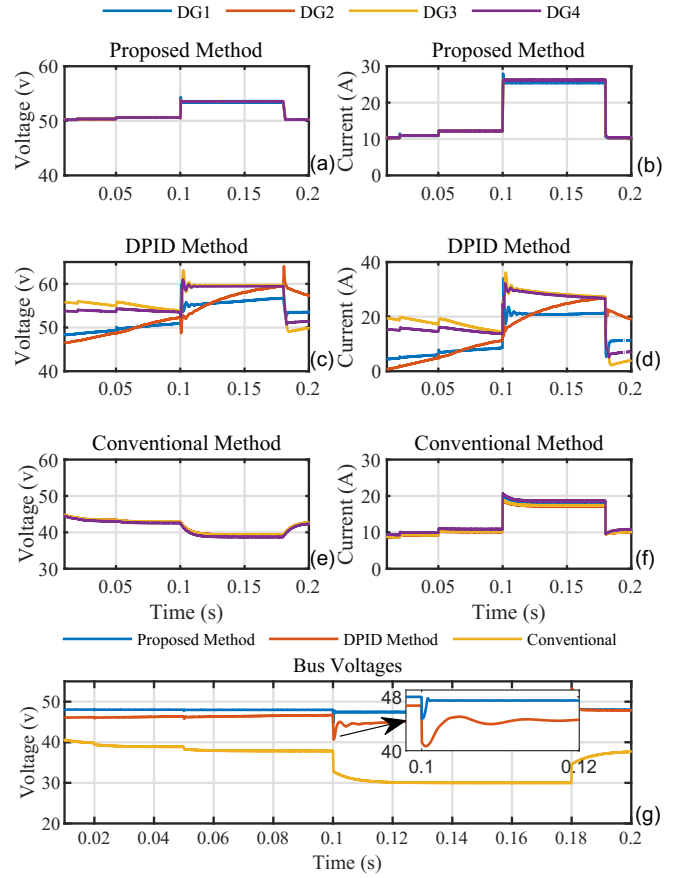 DG1 DG2 DG3 DG4
Proposed Method Proposed Method
Voltage (v)
60
50
40
0.05 0.1 0.15 0.2
(a)
Current (A)
30
20
10
0
0.05 0.1 0.15 0.2
(b)
DPID Method DPID Method
Voltage (v)
60
50
40
0.05 0.1 0.15 0.2
(c)
Current (A)
40
20
0
0.05 0.1 0.15 0.2
(d)
Conventional Method Conventional Method
Voltage (v)
60
50
40
30
0.05 0.1 0.15 0.2
(e)
Time (s)
Current (A)
30
20
10
0
0.05 0.1 0.15 0.2
(f)
Time (s)
Proposed Method DPID Method Conventional
Bus Voltages
Voltage (v)
50
40
30
20
48
40
0.1 0.12
(g)
0.02 0.04 0.06 0.08 0.1 0.12 0.14 0.16 0.18 0.2
Time (s)